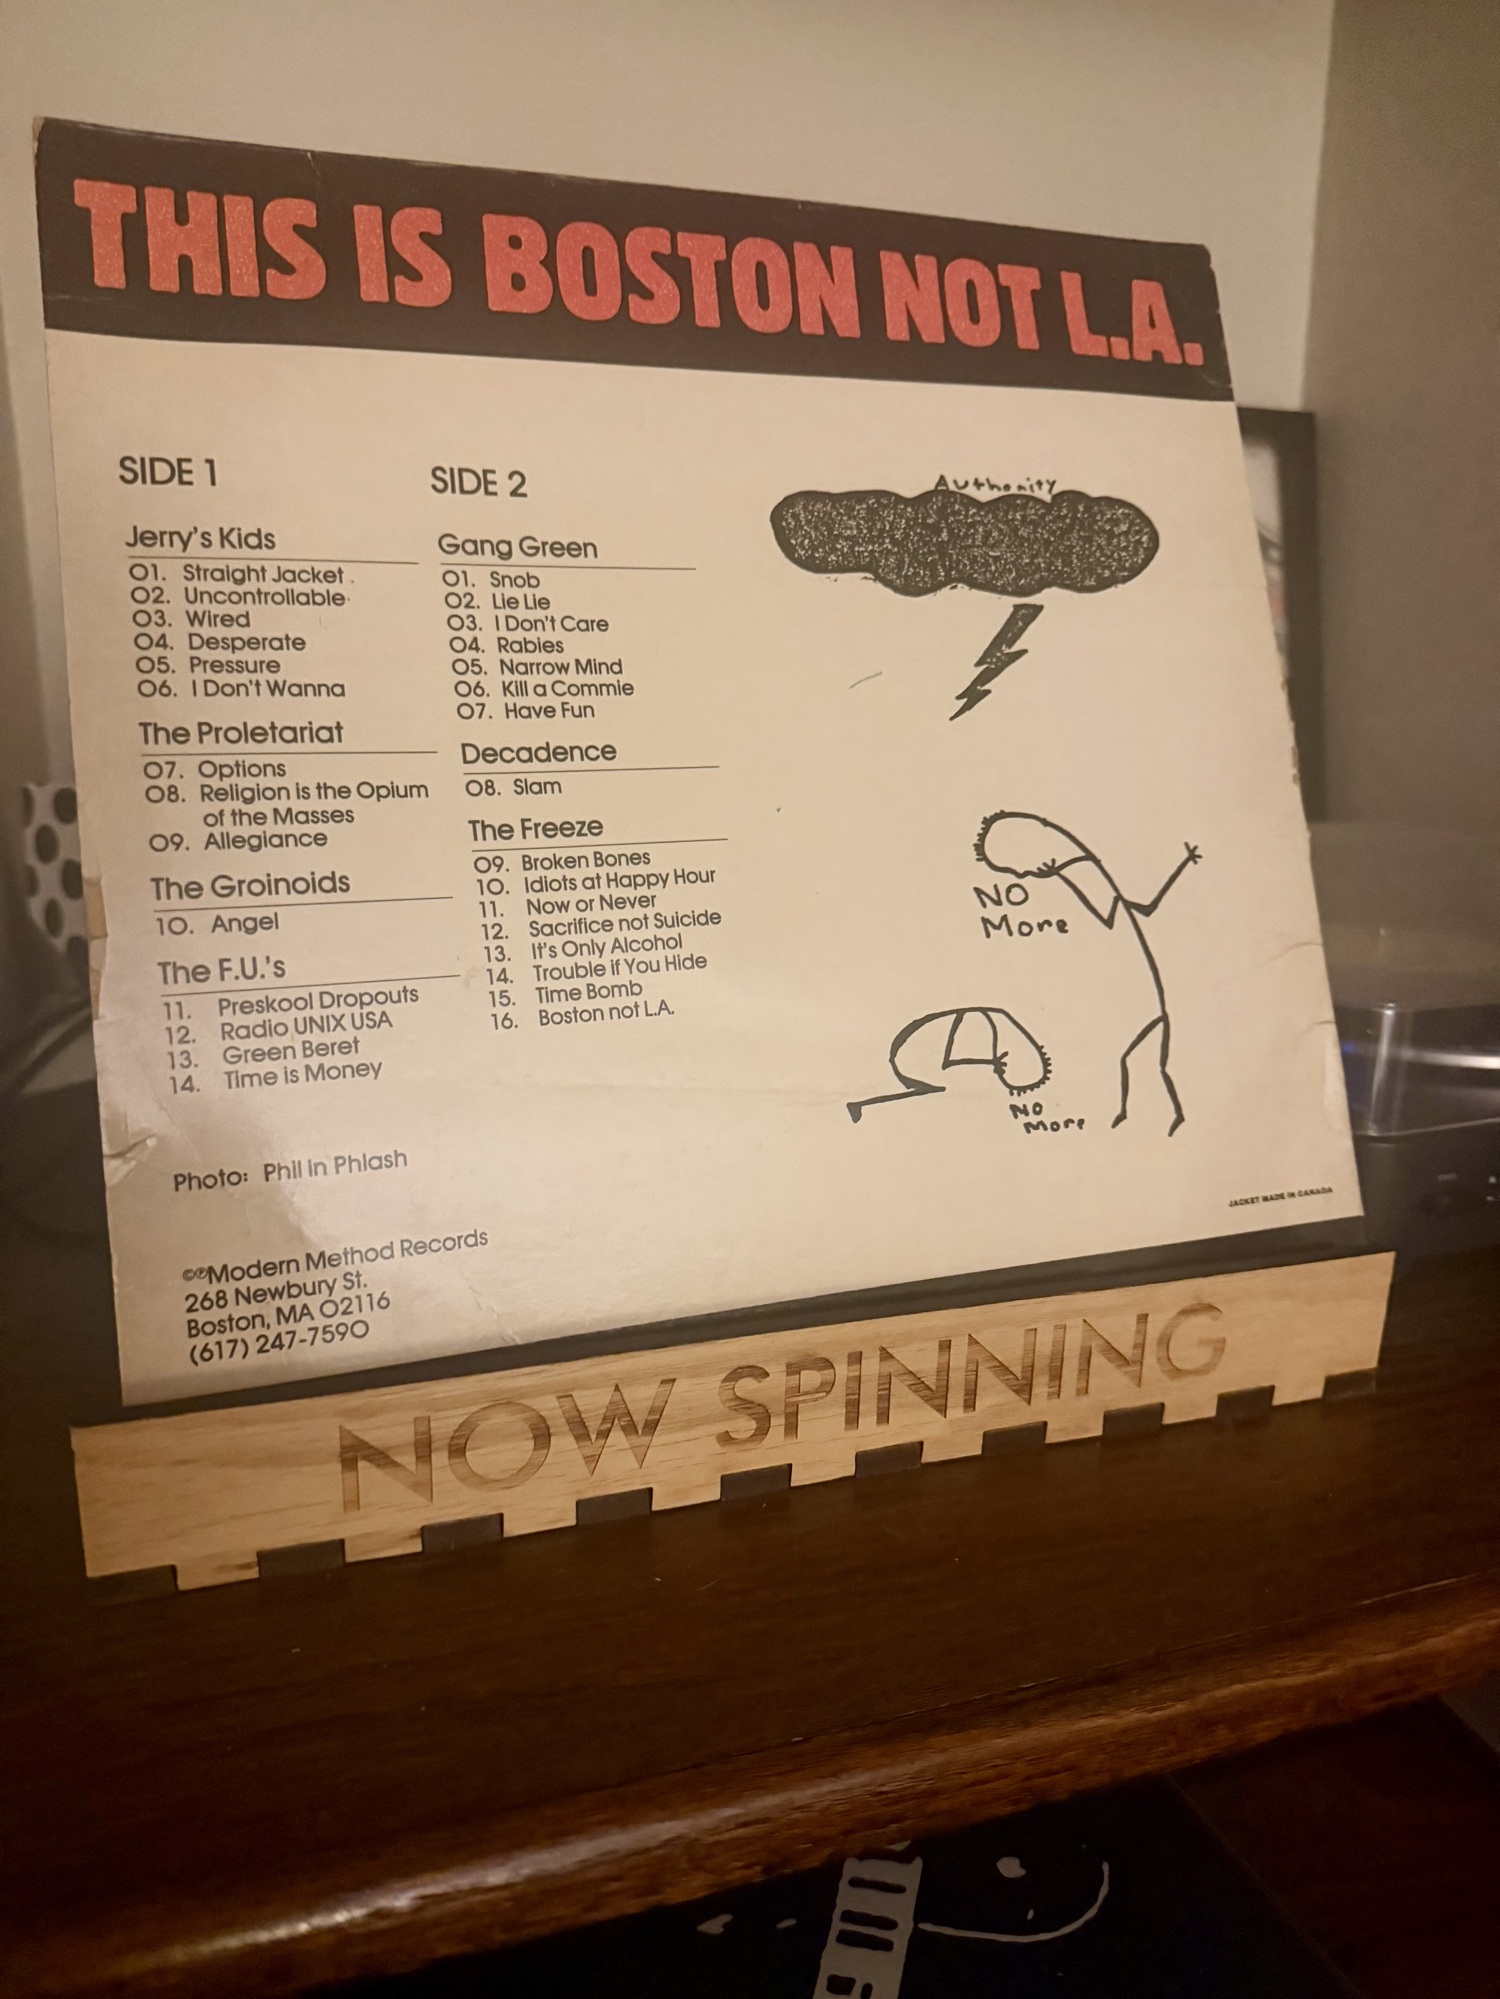 THIS IS BOSTON NOT L.A.
SIDE 1
Jerry's Kids
01. Straight Jacket
02. Uncontrollable
03. Wired
04. Desperate
05. Pressure
06. I Don't Wanna
The Proletariat
07. Options
08. Religion is the Opium
of the Masses
09. Allegiance
The Groinoids
10. Angel
The F.U.'s
11. Preskool Dropouts
12. Radio UNIX USA
13. Green Beret
14. Time is Money
Photo: Phil in Phlash
©℗Modern Method Records
268 Newbury St.
Boston, MA 02116
(617) 247-7590
SIDE 2
Gang Green
01. Snob
02. Lie Lie
03. I Don't Care
04. Rabies
05. Narrow Mind
06. Kill a Commie
07. Have Fun
Decadence
08. Slam
The Freeze
09. Broken Bones
10. Idiots at Happy Hour
11. Now or Never
12. Sacrifice not Suicide
13. It's Only Alcohol
14. Trouble if You Hide
15. Time Bomb
16. Boston not L.A.
Authority
NO
More
NO
More
JACKET MADE IN CANADA
NOW SPINNING